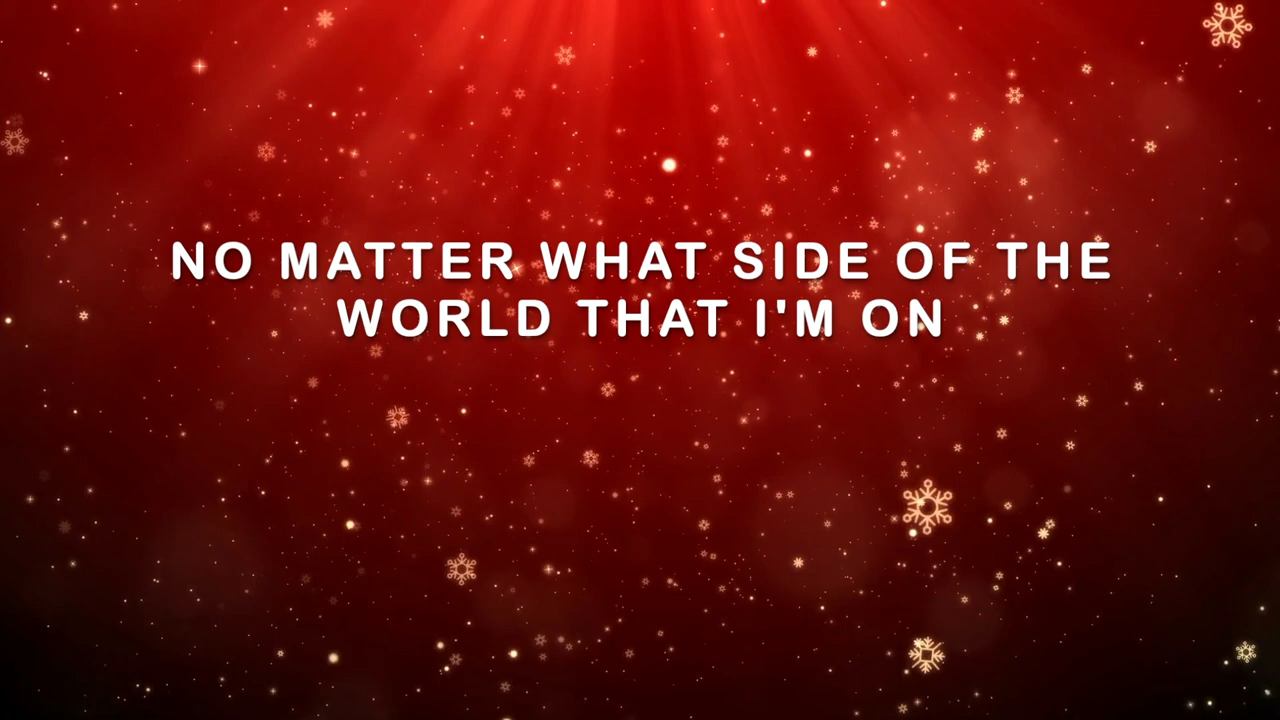 NO MATTER WHAT SIDE OF THE
WORLD THAT I'M ON